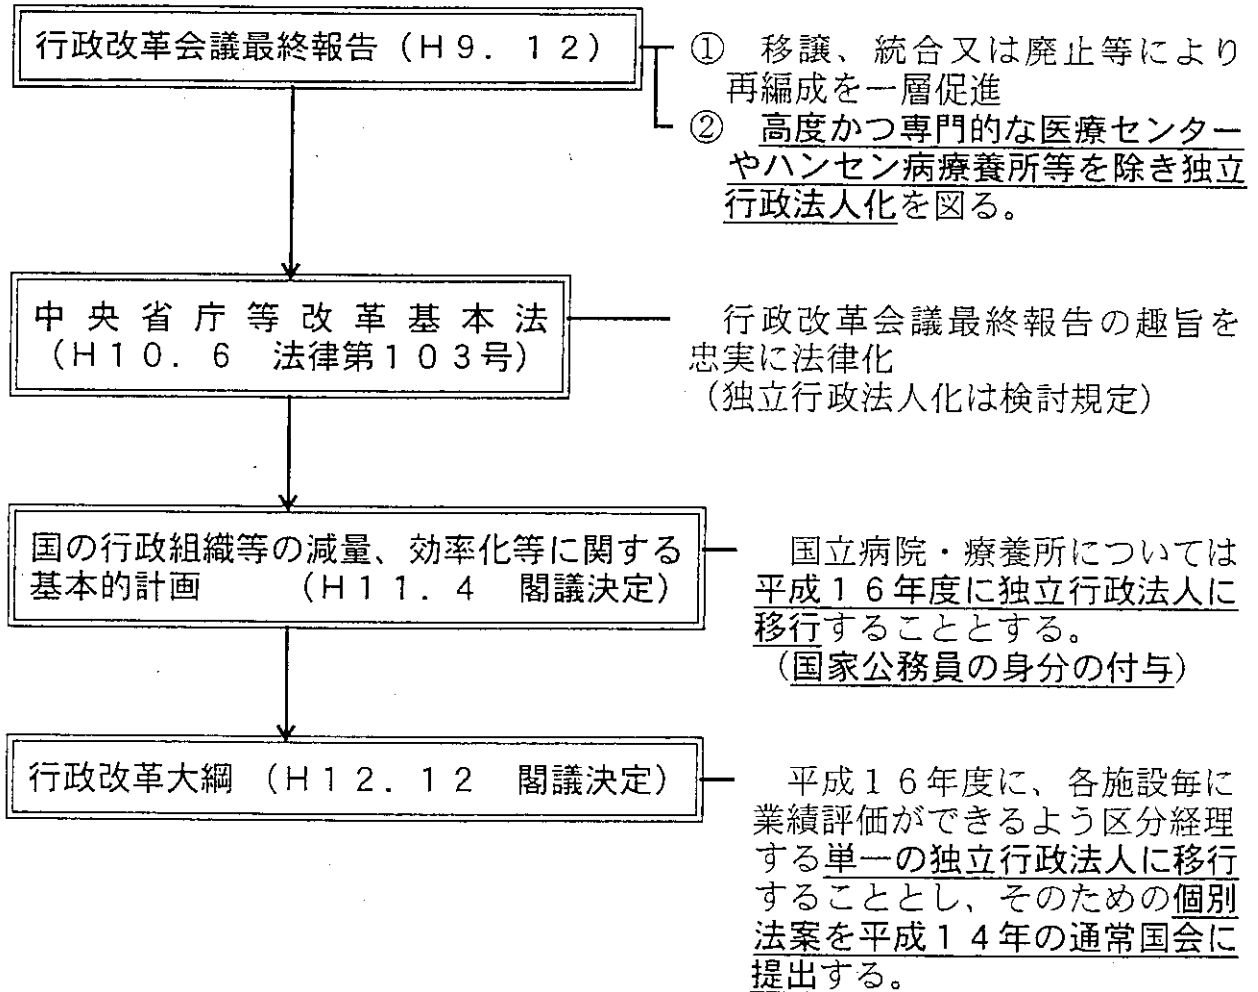 行政改革会議最終報告（Ｈ９．１２）
①　移譲、統合又は廃止等により
再編成を一層促進
②　高度かつ専門的な医療センター
やハンセン病療養所等を除き独立
行政法人化を図る。
中央省庁等改革基本法
（Ｈ１０．６　法律第１０３号）
行政改革会議最終報告の趣旨を
忠実に法律化
（独立行政法人化は検討規定）
国の行政組織等の減量、効率化等に関する
基本的計画　　　（Ｈ１１．４　閣議決定）
国立病院・療養所については
平成１６年度に独立行政法人に
移行することとする。
（国家公務員の身分の付与）
行政改革大綱（Ｈ１２．１２　閣議決定）
平成１６年度に、各施設毎に
業績評価ができるよう区分経理
する単一の独立行政法人に移行
することとし、そのための個別
法案を平成１４年の通常国会に
提出する。